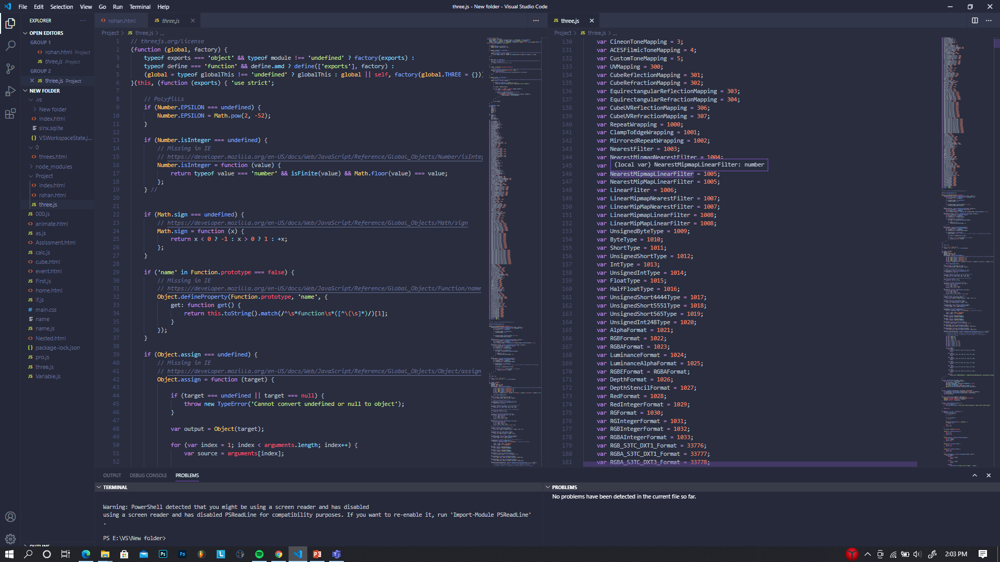 File Edit Selection View Go Run Terminal Help
three.js - New folder - Visual Studio Code
EXPLORER
OPEN EDITORS
GROUP 1
rohan.html Project
three.js Project
GROUP 2
three.js Project
NEW FOLDER
.vs
New folder
index.html
slnx.sqlite
VSWorkspaceState.j...
0
threes.html
node_modules
Project
index.html
rohan.html
three.js
000.js
animate.html
as.js
Assissment.html
calc.js
cube.html
event.html
First.js
home.html
if.js
main.css
name
name.js
Nested.html
package-lock.json
pro.js
three.js
Variable.js
rohan.html
JS three.js
Project > JS three.js > ...
1 // threejs.org/license
2 (function (global, factory) {
3 typeof exports === 'object' && typeof module !== 'undefined' ? factory(exports) :
4 typeof define === 'function' && define.amd ? define(['exports'], factory) :
5 (global = typeof globalThis !== 'undefined' ? globalThis : global || self, factory(global.THREE = {})
6 }(this, (function (exports) { 'use strict';
7
8 // Polyfills
9 if (Number.EPSILON === undefined) {
10 Number.EPSILON = Math.pow(2, -52);
11 }
12
13 if (Number.isInteger === undefined) {
14 // Missing in IE
15 // https://developer.mozilla.org/en-US/docs/Web/JavaScript/Reference/Global_Objects/Number/isInteg
16 Number.isInteger = function (value) {
17 return typeof value === 'number' && isFinite(value) && Math.floor(value) === value;
18 };
19 } //
20
21
22 if (Math.sign === undefined) {
23 // https://developer.mozilla.org/en-US/docs/Web/JavaScript/Reference/Global_Objects/Math/sign
24 Math.sign = function (x) {
25 return x < 0 ? -1 : x > 0 ? 1 : +x;
26 };
27 }
28
29 if ('name' in Function.prototype === false) {
30 // Missing in IE
31 // https://developer.mozilla.org/en-US/docs/Web/JavaScript/Reference/Global_Objects/Function/name
32 Object.defineProperty(Function.prototype, 'name', {
33 get: function get() {
34 return this.toString().match(/^\s*function\s*([^\(\s]*)/)[1];
35 }
36 });
37 }
38
39 if (Object.assign === undefined) {
40 // Missing in IE
41 // https://developer.mozilla.org/en-US/docs/Web/JavaScript/Reference/Global_Objects/Object/assign
42 Object.assign = function (target) {
43
44 if (target === undefined || target === null) {
45 throw new TypeError('Cannot convert undefined or null to object');
46 }
47
48 var output = Object(target);
49
50 for (var index = 1; index < arguments.length; index++) {
51 var source = arguments[index];
52
JS three.js
Project > JS three.js > ...
130 var CineonToneMapping = 3;
131 var ACESFilmicToneMapping = 4;
132 var CustomToneMapping = 5;
133 var UVMapping = 300;
134 var CubeReflectionMapping = 301;
135 var CubeRefractionMapping = 302;
136 var EquirectangularReflectionMapping = 303;
137 var EquirectangularRefractionMapping = 304;
138 var CubeUVReflectionMapping = 306;
139 var CubeUVRefractionMapping = 307;
140 var RepeatWrapping = 1000;
141 var ClampToEdgeWrapping = 1001;
142 var MirroredRepeatWrapping = 1002;
143 var NearestFilter = 1003;
144 var NearestMipmapNearestFilter = 1004;
145 var (local var) NearestMipmapLinearFilter: number
146 var NearestMipmapLinearFilter = 1005;
147 var NearestMipMapLinearFilter = 1005;
148 var LinearFilter = 1006;
149 var LinearMipmapNearestFilter = 1007;
150 var LinearMipMapNearestFilter = 1007;
151 var LinearMipmapLinearFilter = 1008;
152 var LinearMipMapLinearFilter = 1008;
153 var UnsignedByteType = 1009;
154 var ByteType = 1010;
155 var ShortType = 1011;
156 var UnsignedShortType = 1012;
157 var IntType = 1013;
158 var UnsignedIntType = 1014;
159 var FloatType = 1015;
160 var HalfFloatType = 1016;
161 var UnsignedShort4444Type = 1017;
162 var UnsignedShort5551Type = 1018;
163 var UnsignedShort565Type = 1019;
164 var UnsignedInt248Type = 1020;
165 var AlphaFormat = 1021;
166 var RGBFormat = 1022;
167 var RGBAFormat = 1023;
168 var LuminanceFormat = 1024;
169 var LuminanceAlphaFormat = 1025;
170 var RGBEFormat = RGBAFormat;
171 var DepthFormat = 1026;
172 var DepthStencilFormat = 1027;
173 var RedFormat = 1028;
174 var RedIntegerFormat = 1029;
175 var RGFormat = 1030;
176 var RGIntegerFormat = 1031;
177 var RGBIntegerFormat = 1032;
178 var RGBAIntegerFormat = 1033;
179 var RGB_S3TC_DXT1_Format = 33776;
180 var RGBA_S3TC_DXT1_Format = 33777;
181 var RGBA_S3TC_DXT3_Format = 33778;
OUTPUT DEBUG CONSOLE PROBLEMS
TERMINAL
Warning: PowerShell detected that you might be using a screen reader and has disabled
using a screen reader and has disabled PSReadLine for compatibility purposes. If you want to re-enable it, run 'Import-Module PSReadLine'
.
PS E:\VS\New folder>
PROBLEMS
No problems have been detected in the current file so far.
OUTLINE
2:03 PM